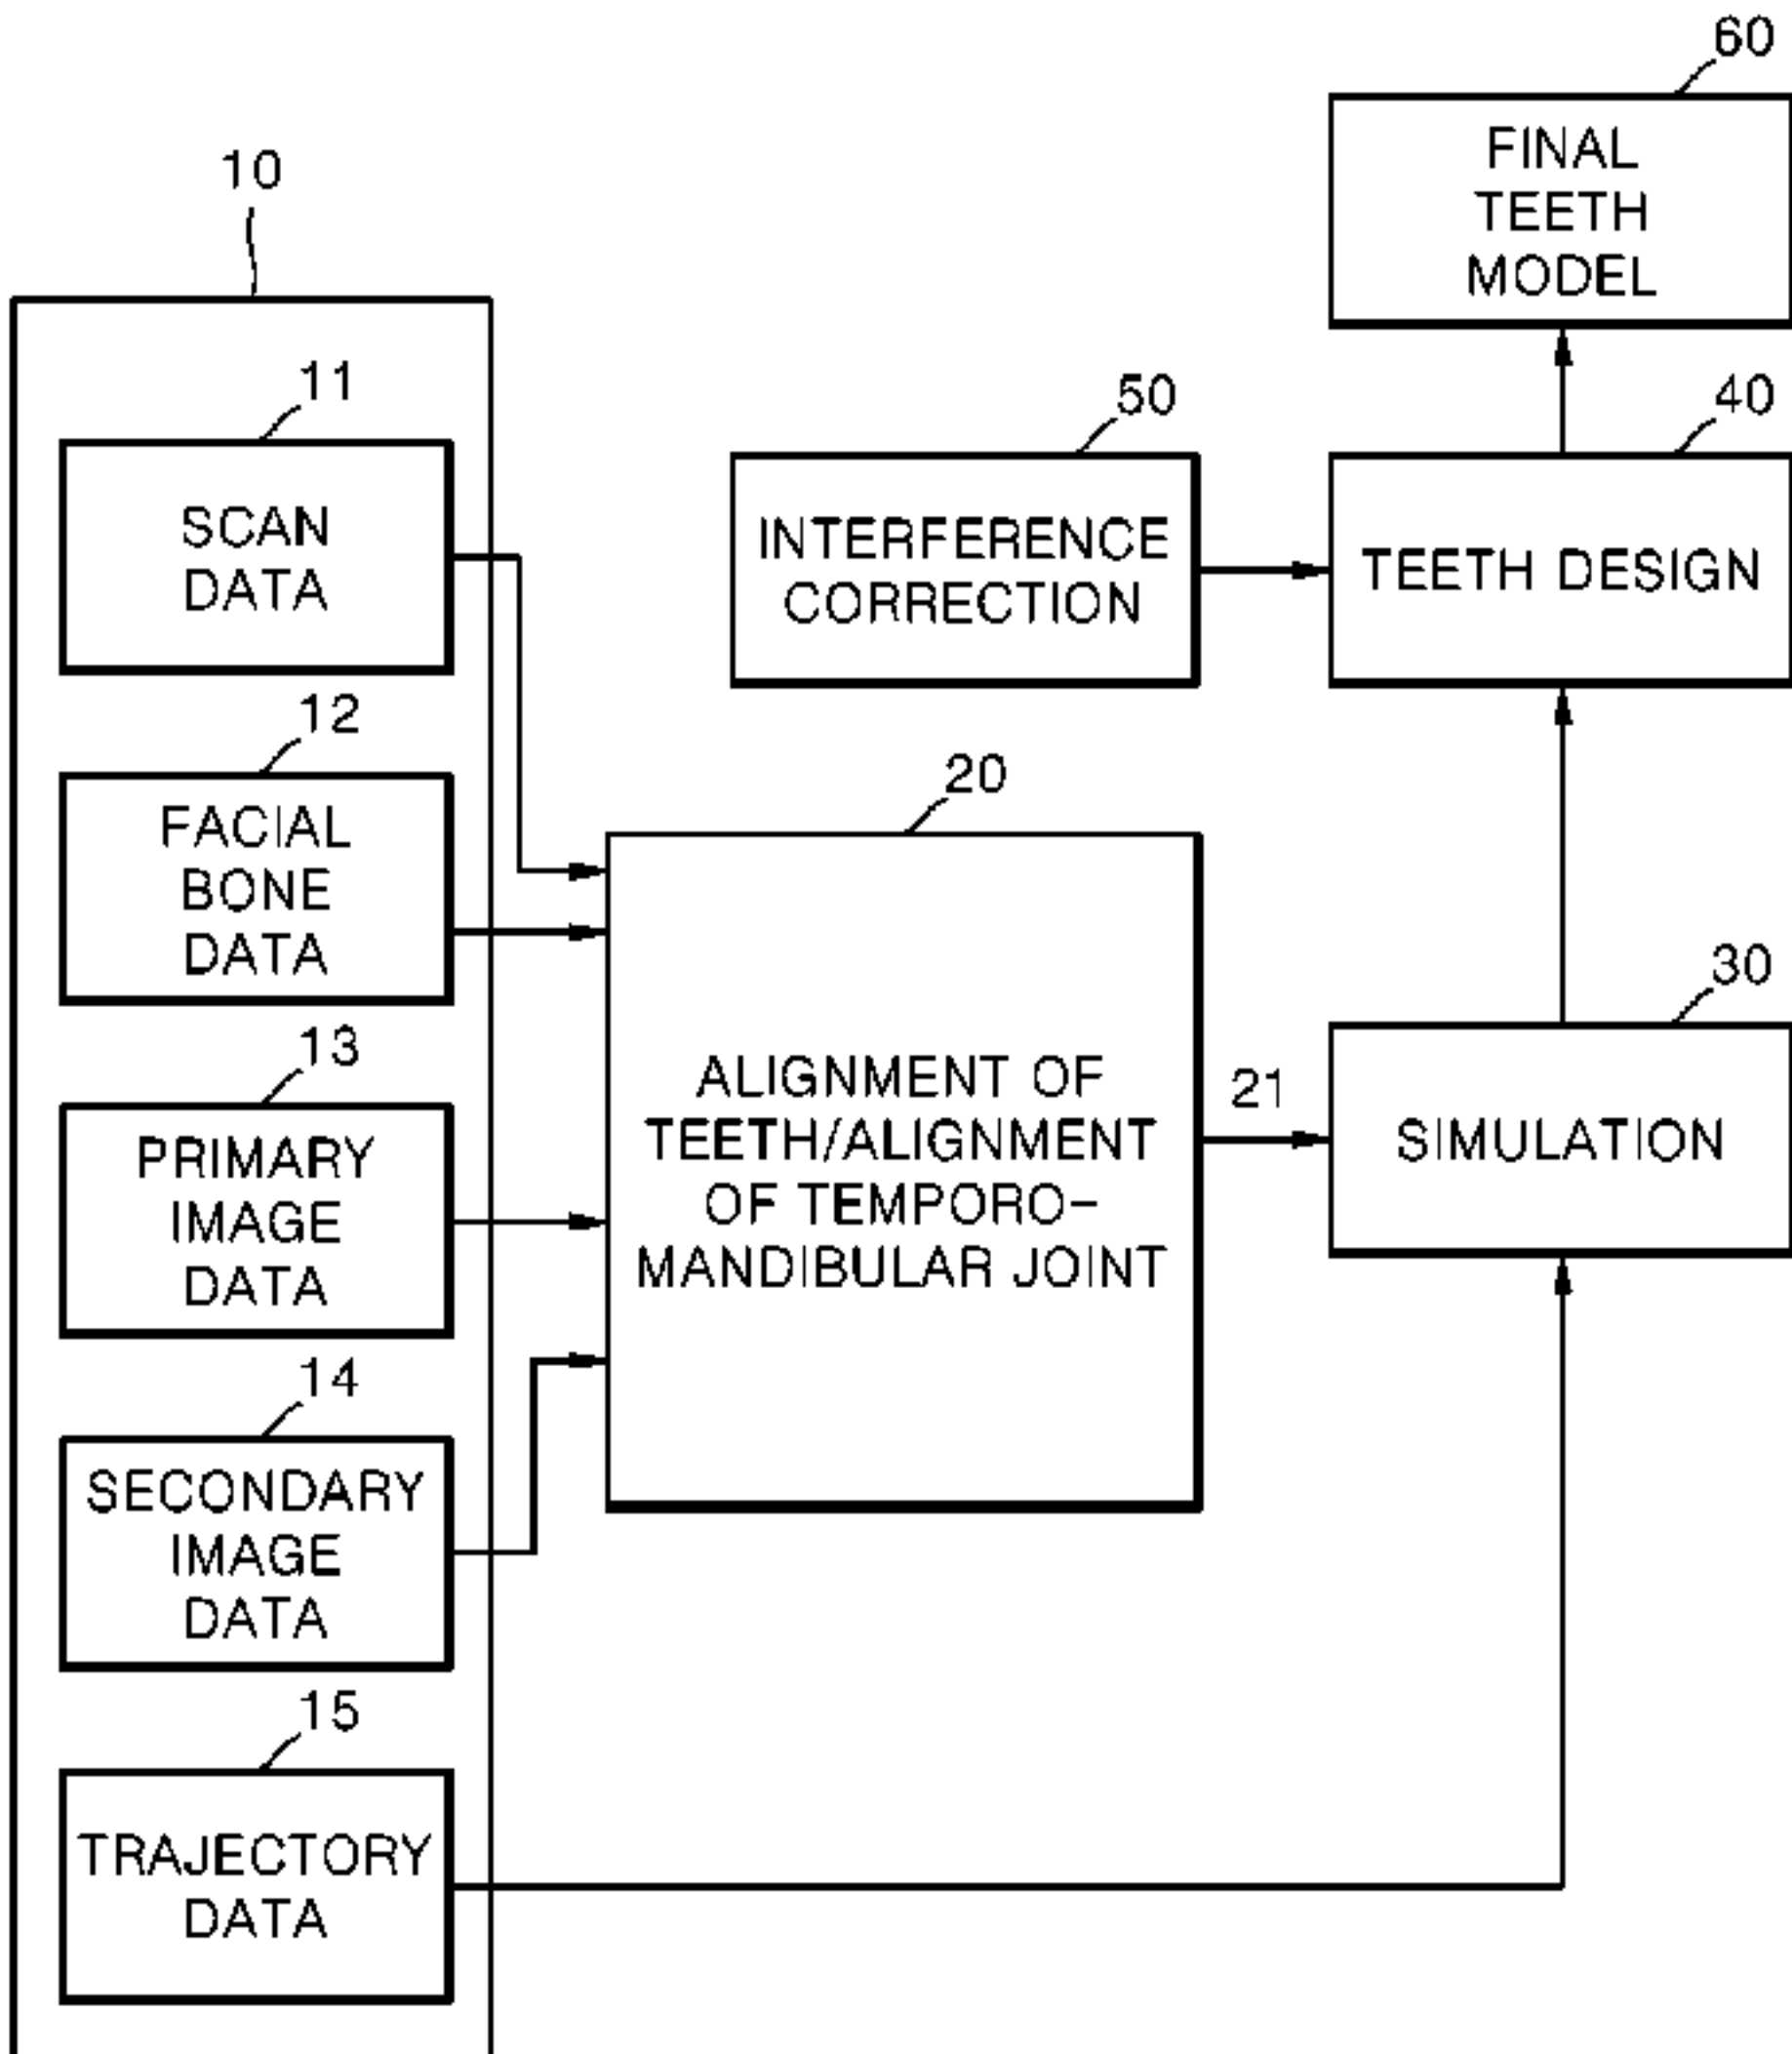 60
FINAL
TEETH
MODEL
10
11
SCAN
DATA
50
INTERFERENCE
CORRECTION
40
TEETH DESIGN
12
FACIAL
BONE
DATA
20
ALIGNMENT OF
TEETH/ALIGNMENT
OF TEMPORO-
MANDIBULAR JOINT
21
30
SIMULATION
13
PRIMARY
IMAGE
DATA
14
SECONDARY
IMAGE
DATA
15
TRAJECTORY
DATA